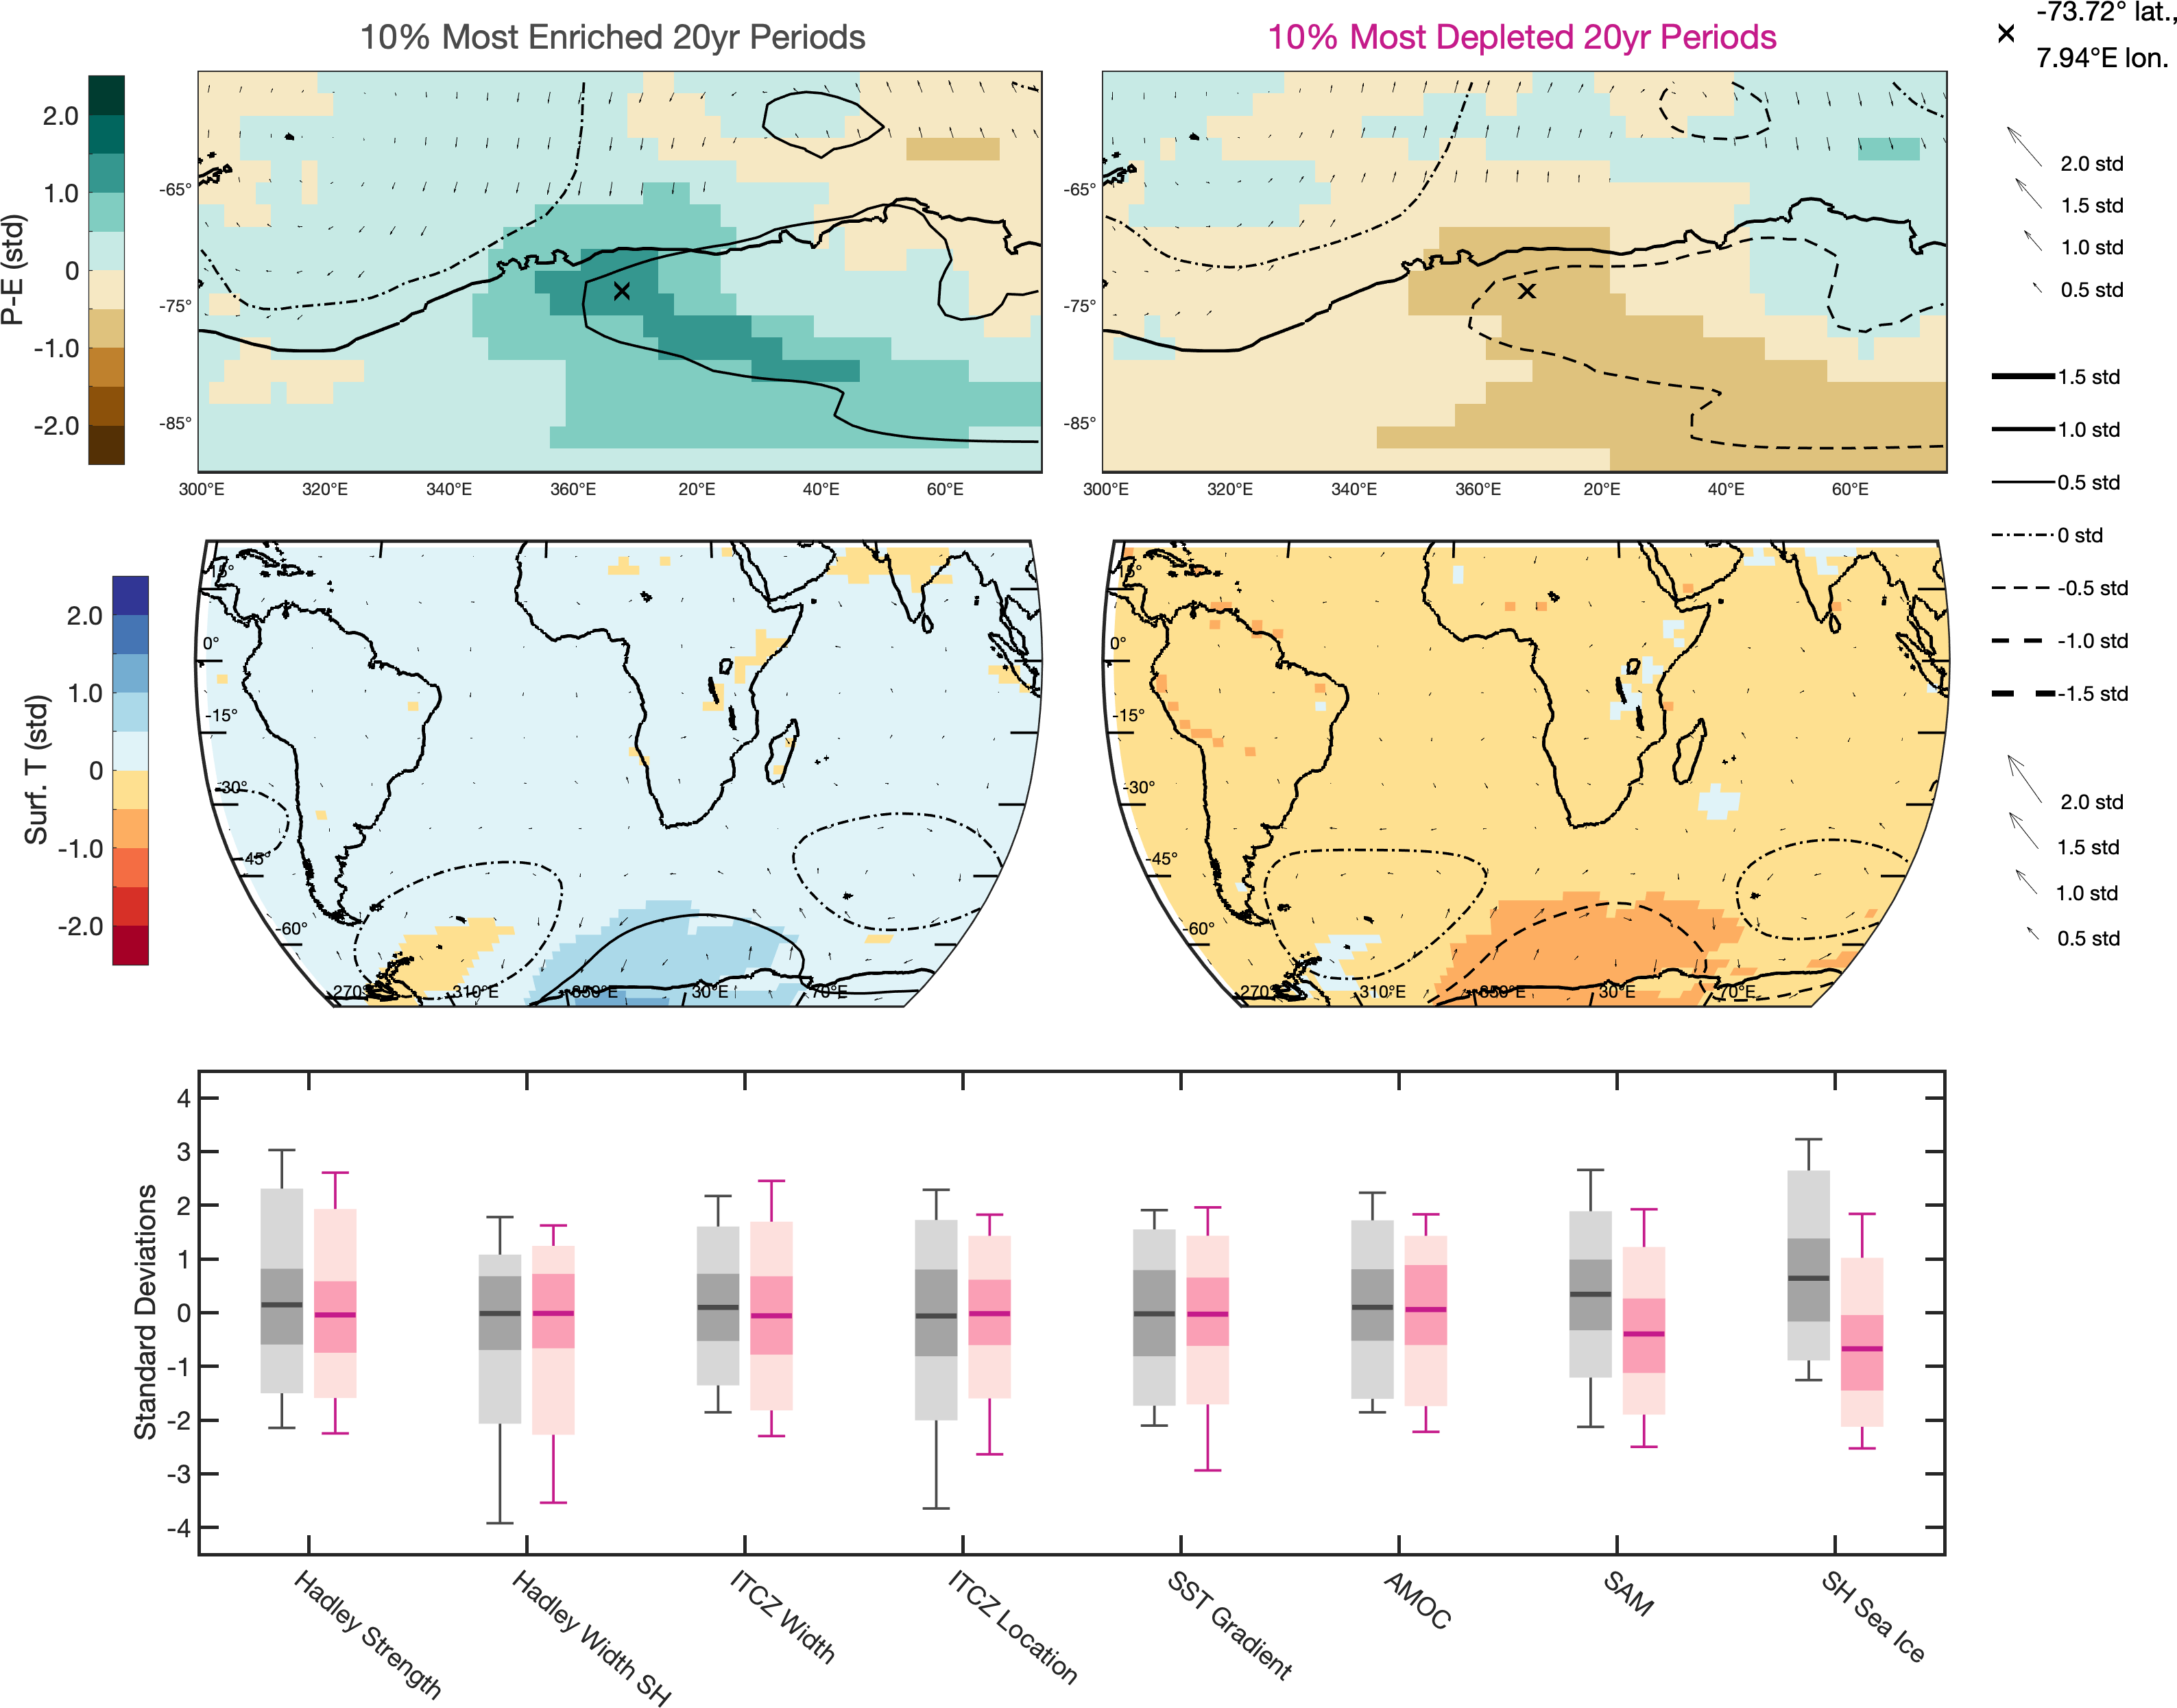 10% Most Enriched 20yr Periods
10% Most Depleted 20yr Periods
-73.72° lat.,
7.94°E lon.
P-E (std)
2.0
1.0
0
-1.0
-2.0
-65°
-75°
-85°
300°E
320°E
340°E
360°E
20°E
40°E
60°E
-65°
-75°
-85°
300°E
320°E
340°E
360°E
20°E
40°E
60°E
2.0 std
1.5 std
1.0 std
0.5 std
1.5 std
1.0 std
0.5 std
0 std
-0.5 std
-1.0 std
-1.5 std
Surf. T (std)
2.0
1.0
0
-1.0
-2.0
15°
0°
-15°
-30°
-45°
-60°
270°
310°E
350°E
30°E
70°E
15°
0°
-15°
-30°
-45°
-60°
270°
310°E
350°E
30°E
70°E
2.0 std
1.5 std
1.0 std
0.5 std
Standard Deviations
4
3
2
1
0
-1
-2
-3
-4
Hadley Strength
Hadley Width SH
ITCZ Width
ITCZ Location
SST Gradient
AMOC
SAM
SH Sea Ice